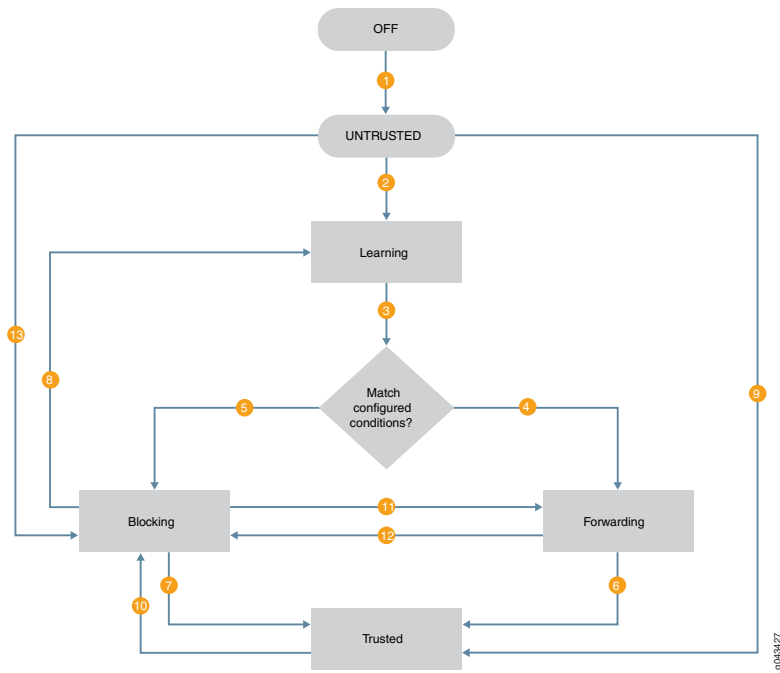 OFF
1
UNTRUSTED
2
Learning
3
13
8
Match
configured
conditions?
5
4
9
Blocking
11
12
Forwarding
7
10
6
Trusted
g043427